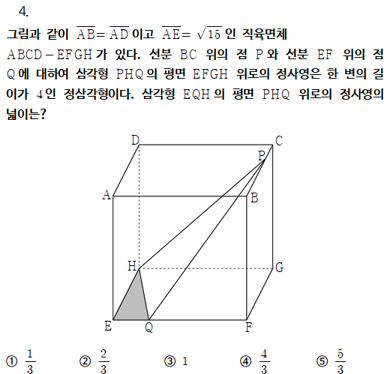 4.
그림과 같이 $\overline{AB}=\overline{AD}$ 이고 $\overline{AE}=\sqrt{15}$ 인 직육면체
ABCD-EFGH가 있다. 선분 BC 위의 점 P와 선분 EF 위의 점
Q에 대하여 삼각형 PHQ의 평면 EFGH 위로의 정사영은 한 변의 길
이가 4인 정삼각형이다. 삼각형 EQH의 평면 PHQ 위로의 정사영의
넓이는?
D
C
P
A
B
H
G
E
Q
F
① $\frac{1}{3}$ ② $\frac{2}{3}$ ③ 1 ④ $\frac{4}{3}$ ⑤ $\frac{5}{3}$